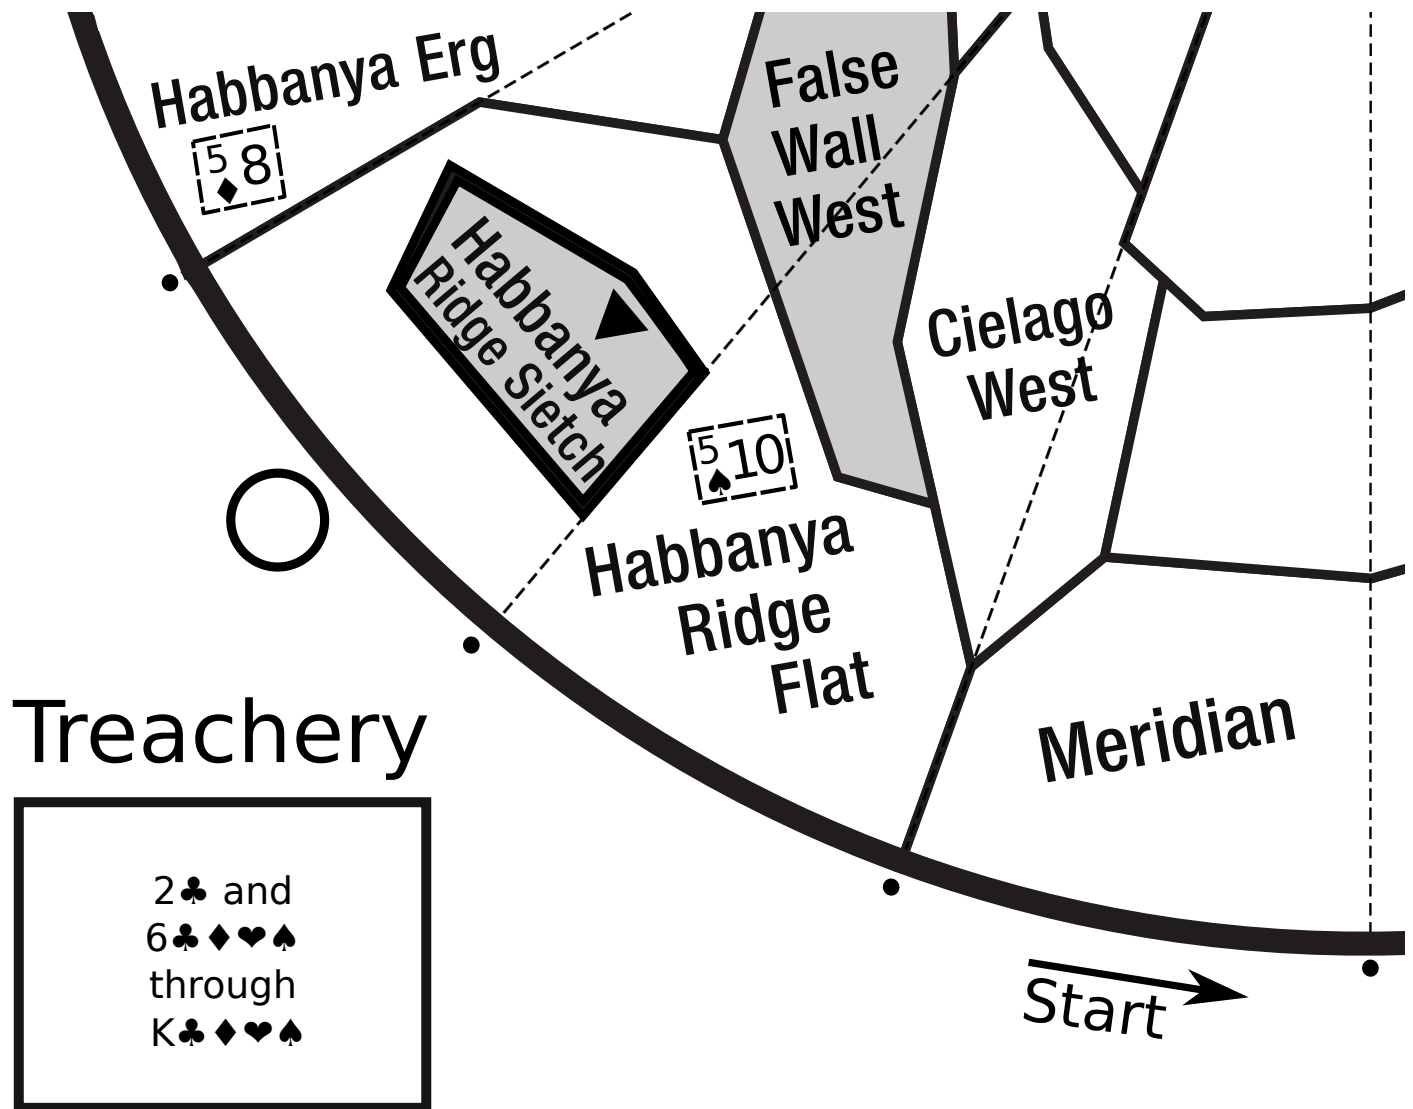 Habbanya Erg
5♦ 8
False
Wall
West
Habbanya
Ridge Sietch
Cielago
West
5♠ 10
Habbanya
Ridge
Flat
Meridian
Treachery
2♣ and
6♣♦❤♠
through
K♣♦❤♠
Start